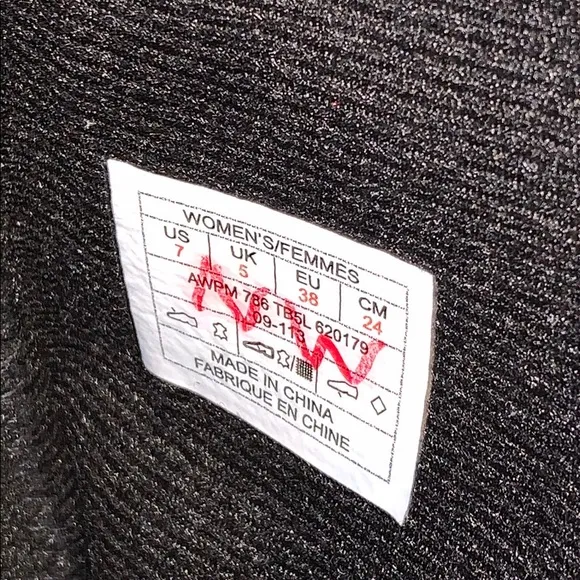 WOMEN'S/FEMMES
US UK EU CM
7 5 38 24
AWPM 786 TB5L 620179
09-113
MADE IN CHINA
FABRIQUE EN CHINE